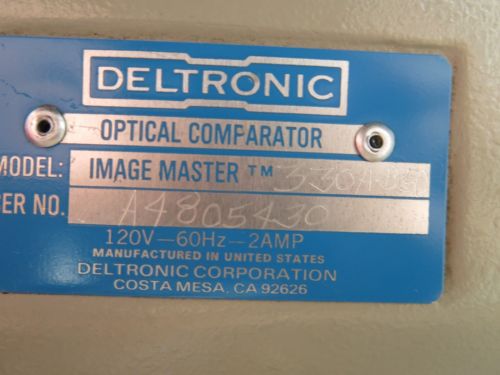 DELTRONIC
OPTICAL COMPARATOR
MODEL: IMAGE MASTER ™
ER NO. A4805430
120V—60Hz—2AMP
MANUFACTURED IN UNITED STATES
DELTRONIC CORPORATION
COSTA MESA, CA 92626